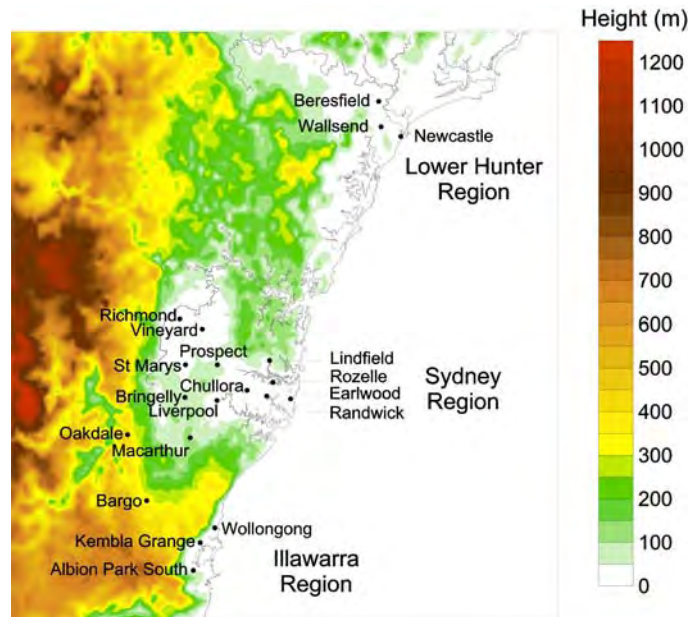 Height (m)
1200
1100
1000
900
800
700
600
500
400
300
200
100
0
Beresfield
Wallsend
Newcastle
Lower Hunter
Region
Richmond
Vineyard
Prospect
St Marys
Lindfield
Rozelle
Chullora
Earlwood
Bringelly
Liverpool
Randwick
Sydney
Region
Oakdale
Macarthur
Bargo
Wollongong
Kembla Grange
Albion Park South
Illawarra
Region